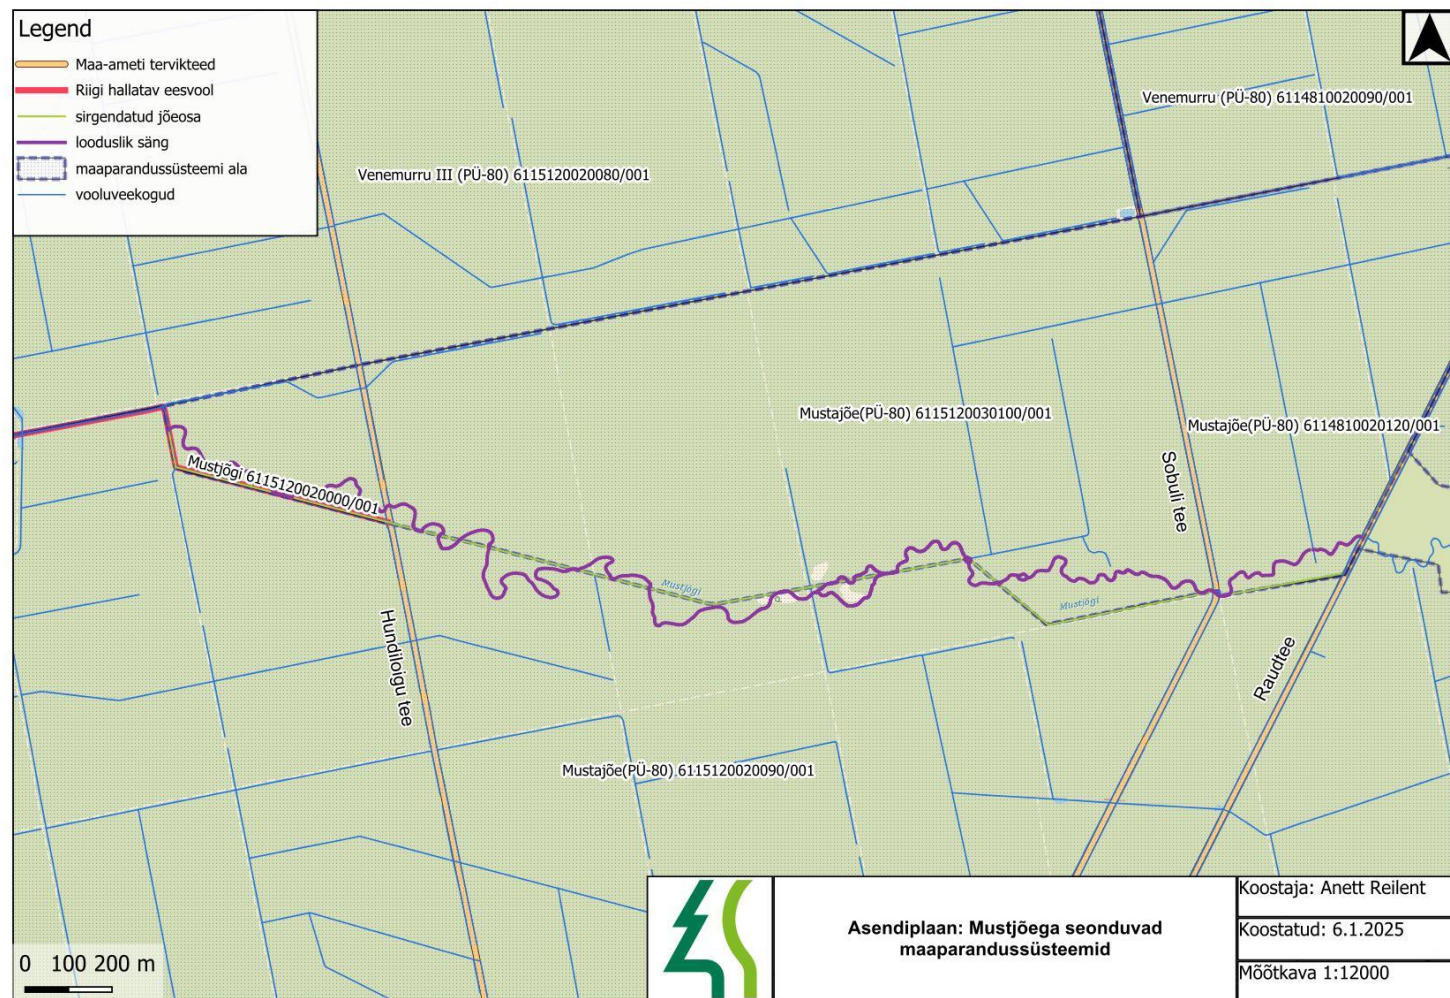 Legend
Maa-ameti tervikteed
Riigi hallatav eesvool
sirgendatud jõeosa
looduslik säng
maaparandussüsteemi ala
vooluveekogud
Venemurru (PÜ-80) 6114810020090/001
Venemurru III (PÜ-80) 6115120020080/001
Mustajõe(PÜ-80) 6115120030100/001
Mustajõe(PÜ-80) 6114810020120/001
Mustjõgi 6115120020000/001
Sobuli tee
Mustjõgi
Mustjõgi
Hundiloigu tee
Raudtee
Mustajõe(PÜ-80) 6115120020090/001
0 100 200 m
Asendiplaan: Mustjõega seonduvad
maaparandussüsteemid
Koostaja: Anett Reilent
Koostatud: 6.1.2025
Mõõtkava 1:12000